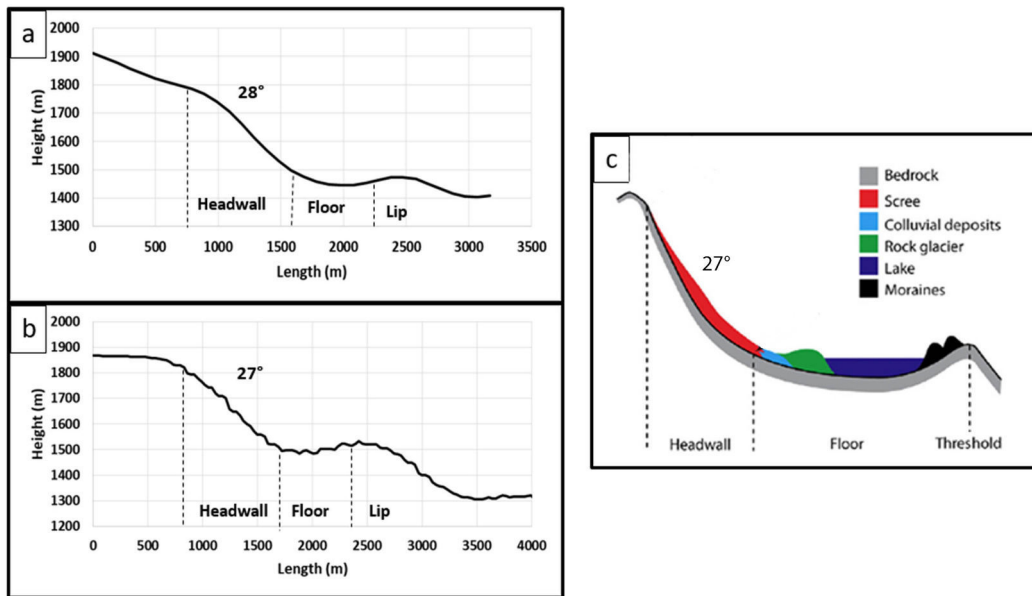 a
2000
1900
1800
1700
1600
1500
1400
1300
Height (m)
28°
Headwall Floor Lip
0 500 1000 1500 2000 2500 3000 3500
Length (m)
b
2000
1900
1800
1700
1600
1500
1400
1300
1200
Height (m)
27°
Headwall Floor Lip
0 500 1000 1500 2000 2500 3000 3500 4000
Length (m)
c
Bedrock
Scree
Colluvial deposits
Rock glacier
Lake
Moraines
27°
Headwall Floor Threshold